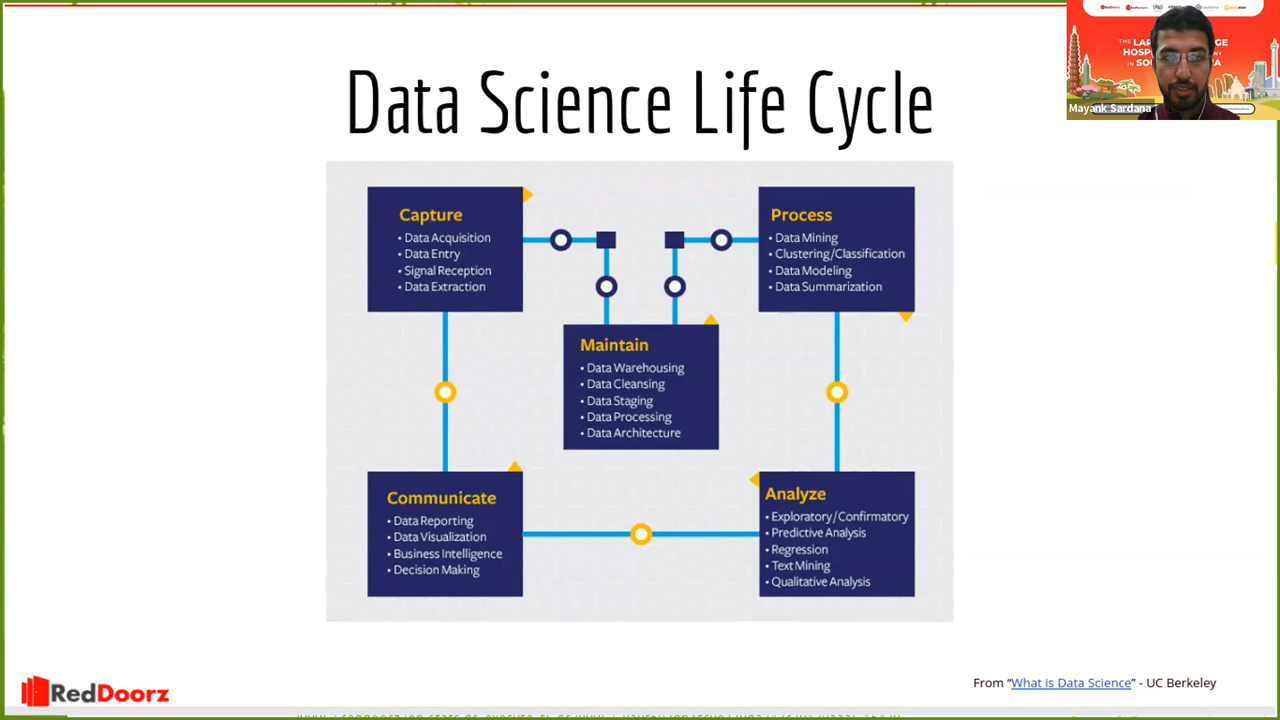 Data Science Life Cycle
Capture
• Data Acquisition
• Data Entry
• Signal Reception
• Data Extraction
Process
• Data Mining
• Clustering/Classification
• Data Modeling
• Data Summarization
Maintain
• Data Warehousing
• Data Cleansing
• Data Staging
• Data Processing
• Data Architecture
Communicate
• Data Reporting
• Data Visualization
• Business Intelligence
• Decision Making
Analyze
• Exploratory/Confirmatory
• Predictive Analysis
• Regression
• Text Mining
• Qualitative Analysis
RedDoorz
From “What is Data Science” - UC Berkeley
RedDoorz
THE
IN
Mayank Sardana